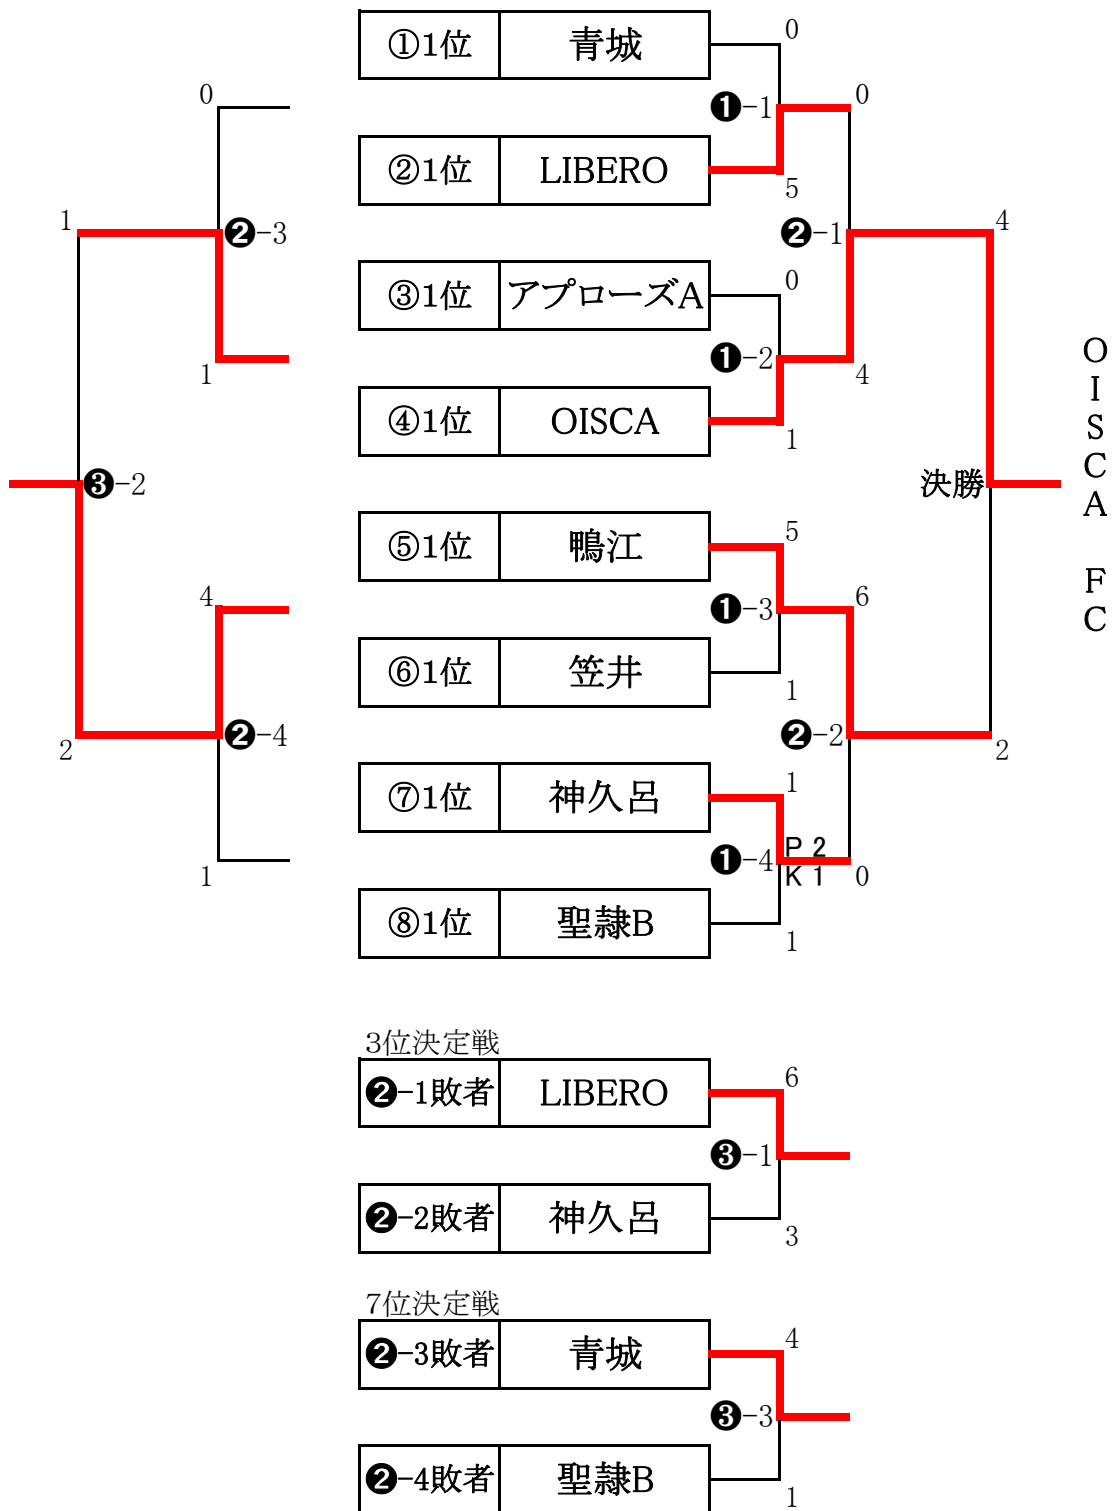 ①1位 青城 0
0 ❶-1 0
②1位 LIBERO 5
1 ❷-3 ❷-1 4
③1位 アプローズA 0
1 ❶-2 4
④1位 OISCA 1
❸-2 決勝 OISCA FC
⑤1位 鴨江 5
4 ❶-3 6
⑥1位 笠井 1
2 ❷-4 ❷-2 2
⑦1位 神久呂 1
❶-4 P 2
1 K 1 0
⑧1位 聖隷B 1
3位決定戦
❷-1敗者 LIBERO 6
❸-1
❷-2敗者 神久呂 3
7位決定戦
❷-3敗者 青城 4
❸-3
❷-4敗者 聖隷B 1